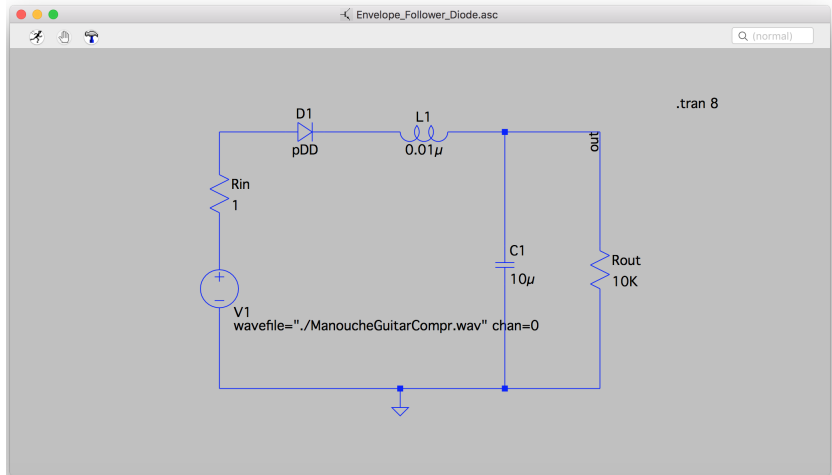 Envelope_Follower_Diode.asc
(normal)
.tran 8
D1
pDD
L1
0.01µ
out
Rin
1
C1
10µ
Rout
10K
V1
wavefile="./ManoucheGuitarCompr.wav" chan=0